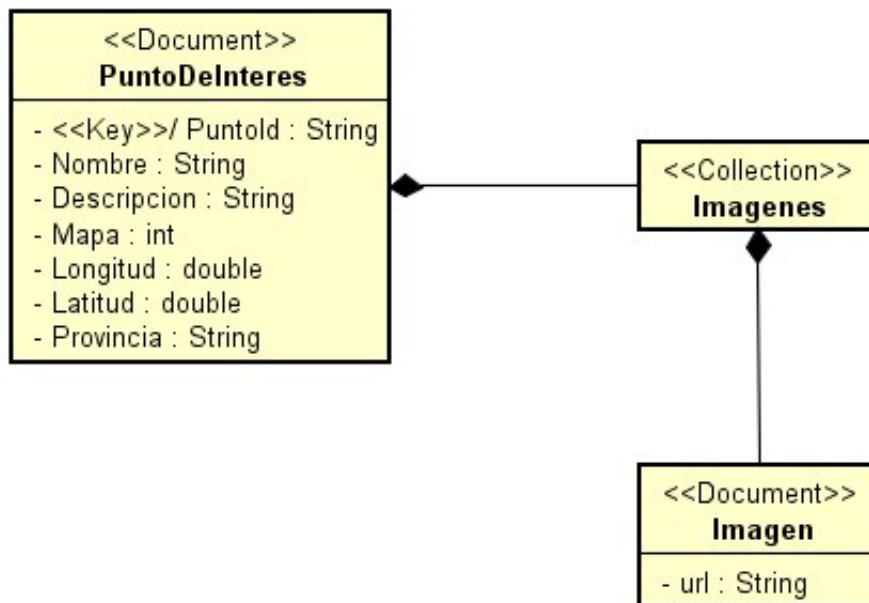 <<Document>>
PuntoDeInteres
- <<Key>>/ PuntoId : String
- Nombre : String
- Descripcion : String
- Mapa : int
- Longitud : double
- Latitud : double
- Provincia : String
<<Collection>>
Imagenes
<<Document>>
Imagen
- url : String